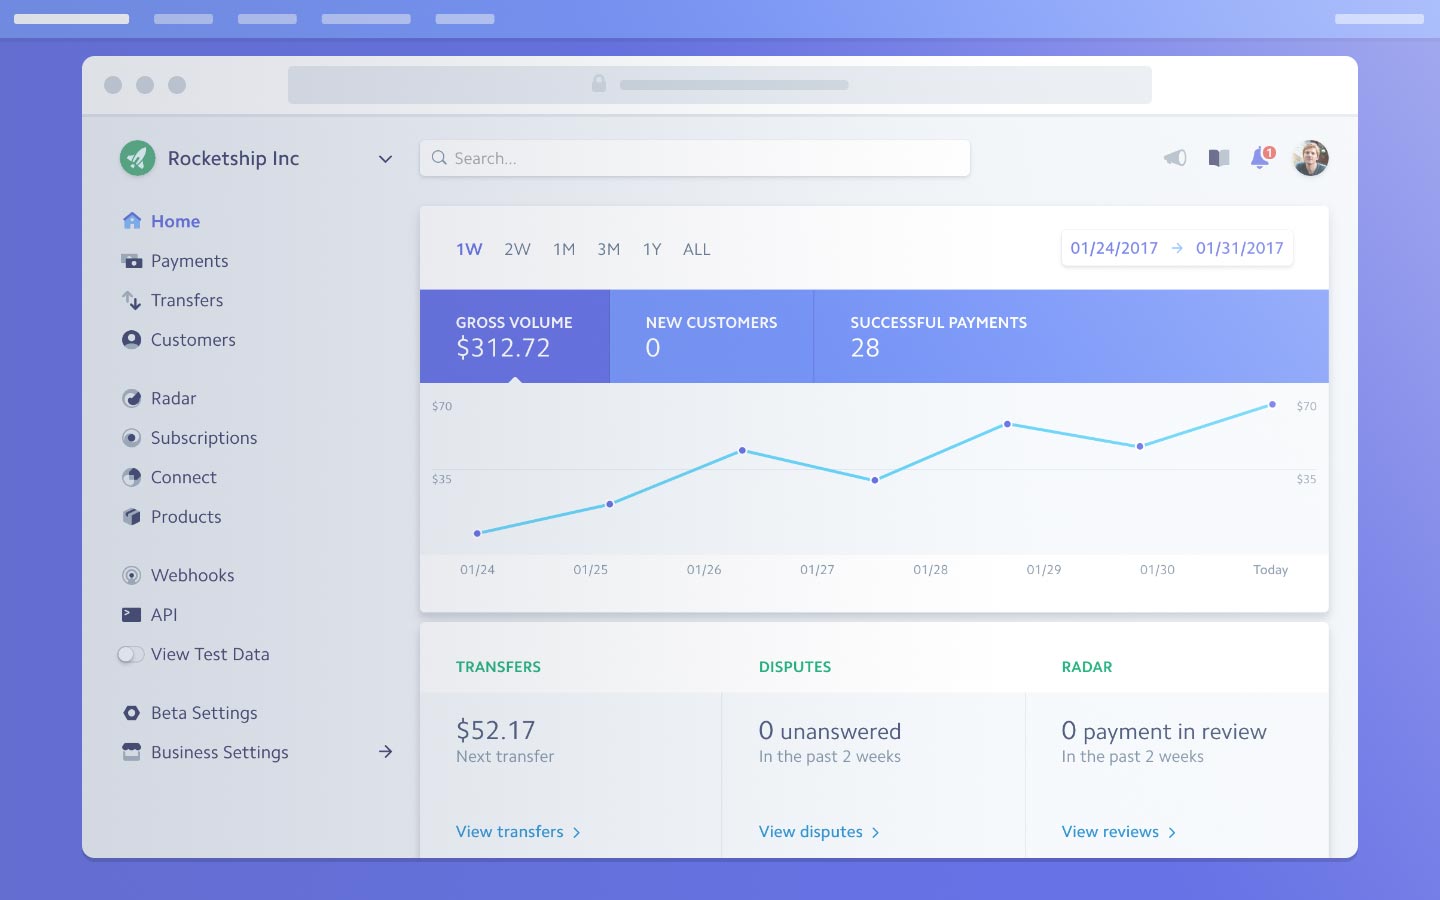 Rocketship Inc
Search...
1
Home
Payments
Transfers
Customers
Radar
Subscriptions
Connect
Products
Webhooks
API
View Test Data
Beta Settings
Business Settings
1W 2W 1M 3M 1Y ALL
01/24/2017 → 01/31/2017
GROSS VOLUME
$312.72
NEW CUSTOMERS
0
SUCCESSFUL PAYMENTS
28
$70 $70
$35 $35
01/24 01/25 01/26 01/27 01/28 01/29 01/30 Today
TRANSFERS
$52.17
Next transfer
View transfers
DISPUTES
0 unanswered
In the past 2 weeks
View disputes
RADAR
0 payment in review
In the past 2 weeks
View reviews